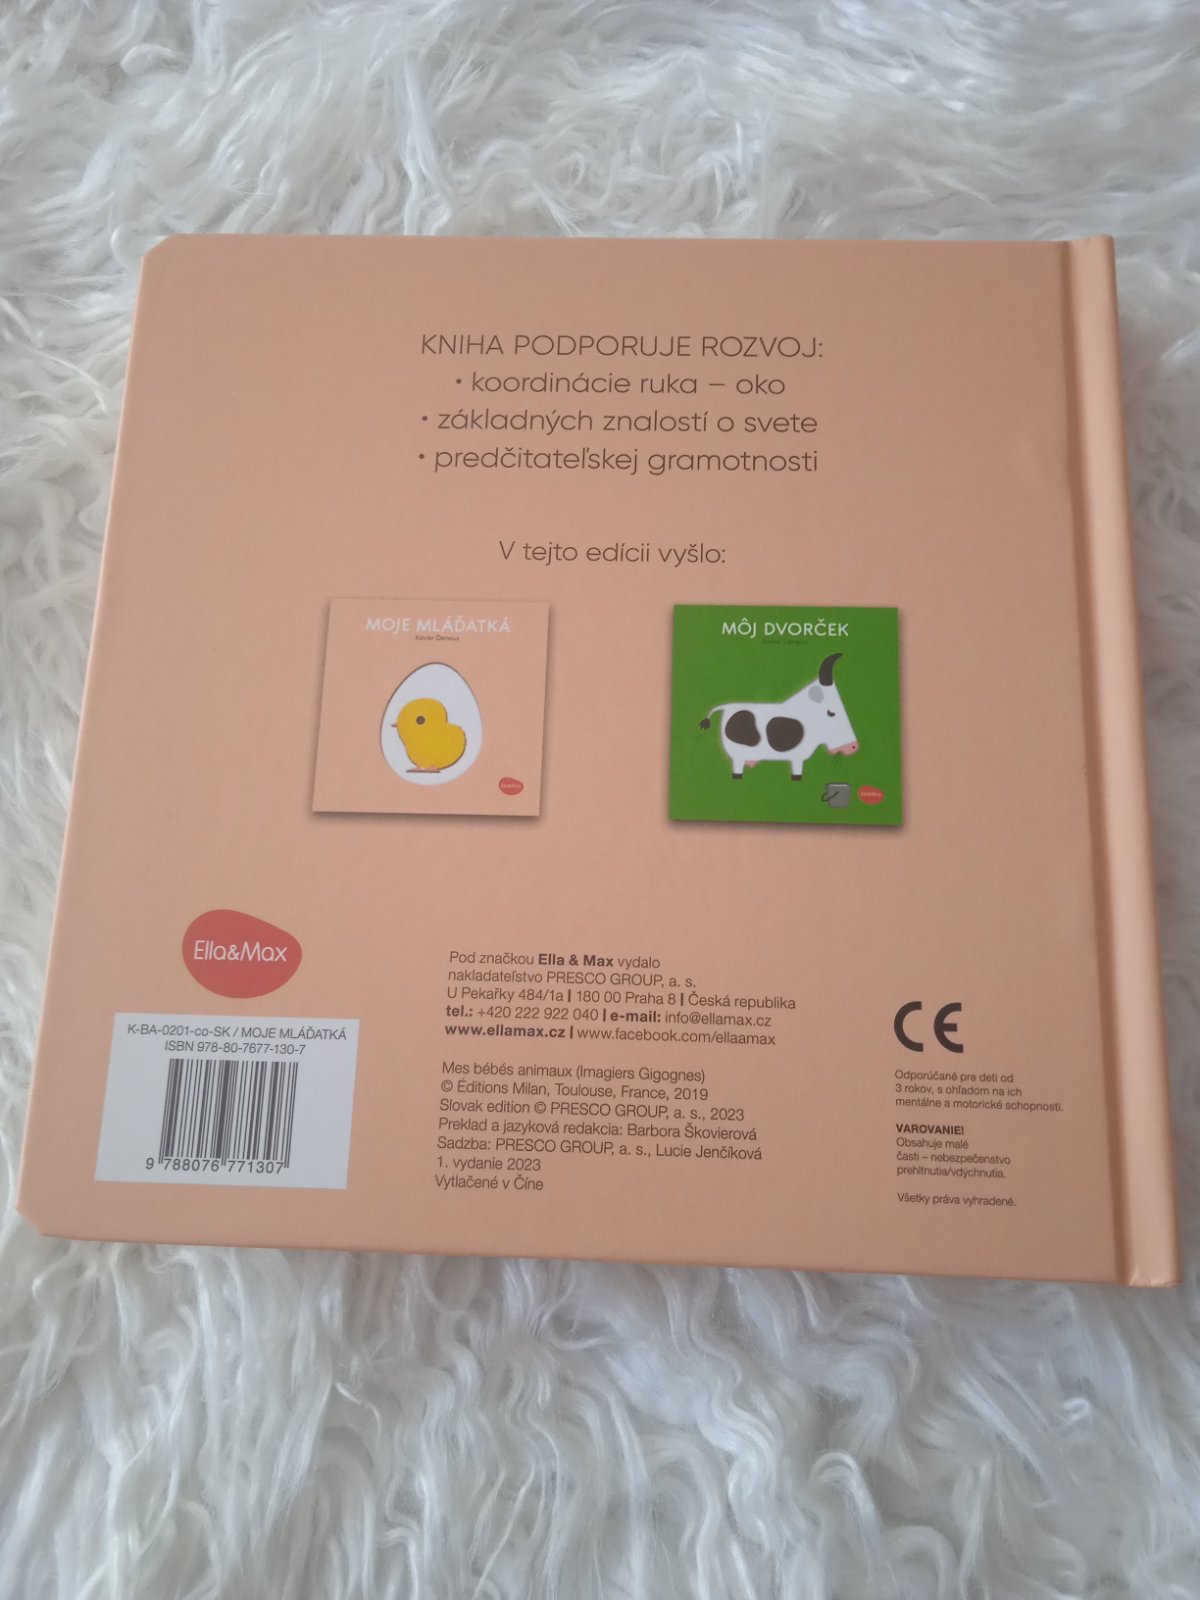 KNIHA PODPORUJE ROZVOJ:
• koordinácie ruka – oko
• základných znalostí o svete
• predčitateľskej gramotnosti
V tejto edícii vyšlo:
MOJE MLÁĎATKÁ
Xavier Deneux
MÔJ DVORČEK
Xavier Deneux
Ella&Max
K-BA-0201-co-SK / MOJE MLÁĎATKÁ
ISBN 978-80-7677-130-7
9 788076 771307
Pod značkou Ella & Max vydalo
nakladateľstvo PRESCO GROUP, a. s.
U Pekařky 484/1a | 180 00 Praha 8 | Česká republika
tel.: +420 222 922 040 | e-mail: info@ellamax.cz
www.ellamax.cz | www.facebook.com/ellaamax
Mes bébés animaux (Imagiers Gigognes)
© Éditions Milan, Toulouse, France, 2019
Slovak edition © PRESCO GROUP, a. s., 2023
Preklad a jazyková redakcia: Barbora Škovierová
Sadzba: PRESCO GROUP, a. s., Lucie Jenčíková
1. vydanie 2023
Vytlačené v Číne
CE
Odporúčané pre deti od
3 rokov, s ohľadom na ich
mentálne a motorické schopnosti.
VAROVANIE!
Obsahuje malé
časti – nebezpečenstvo
prehltnutia/vdýchnutia.
Všetky práva vyhradené.